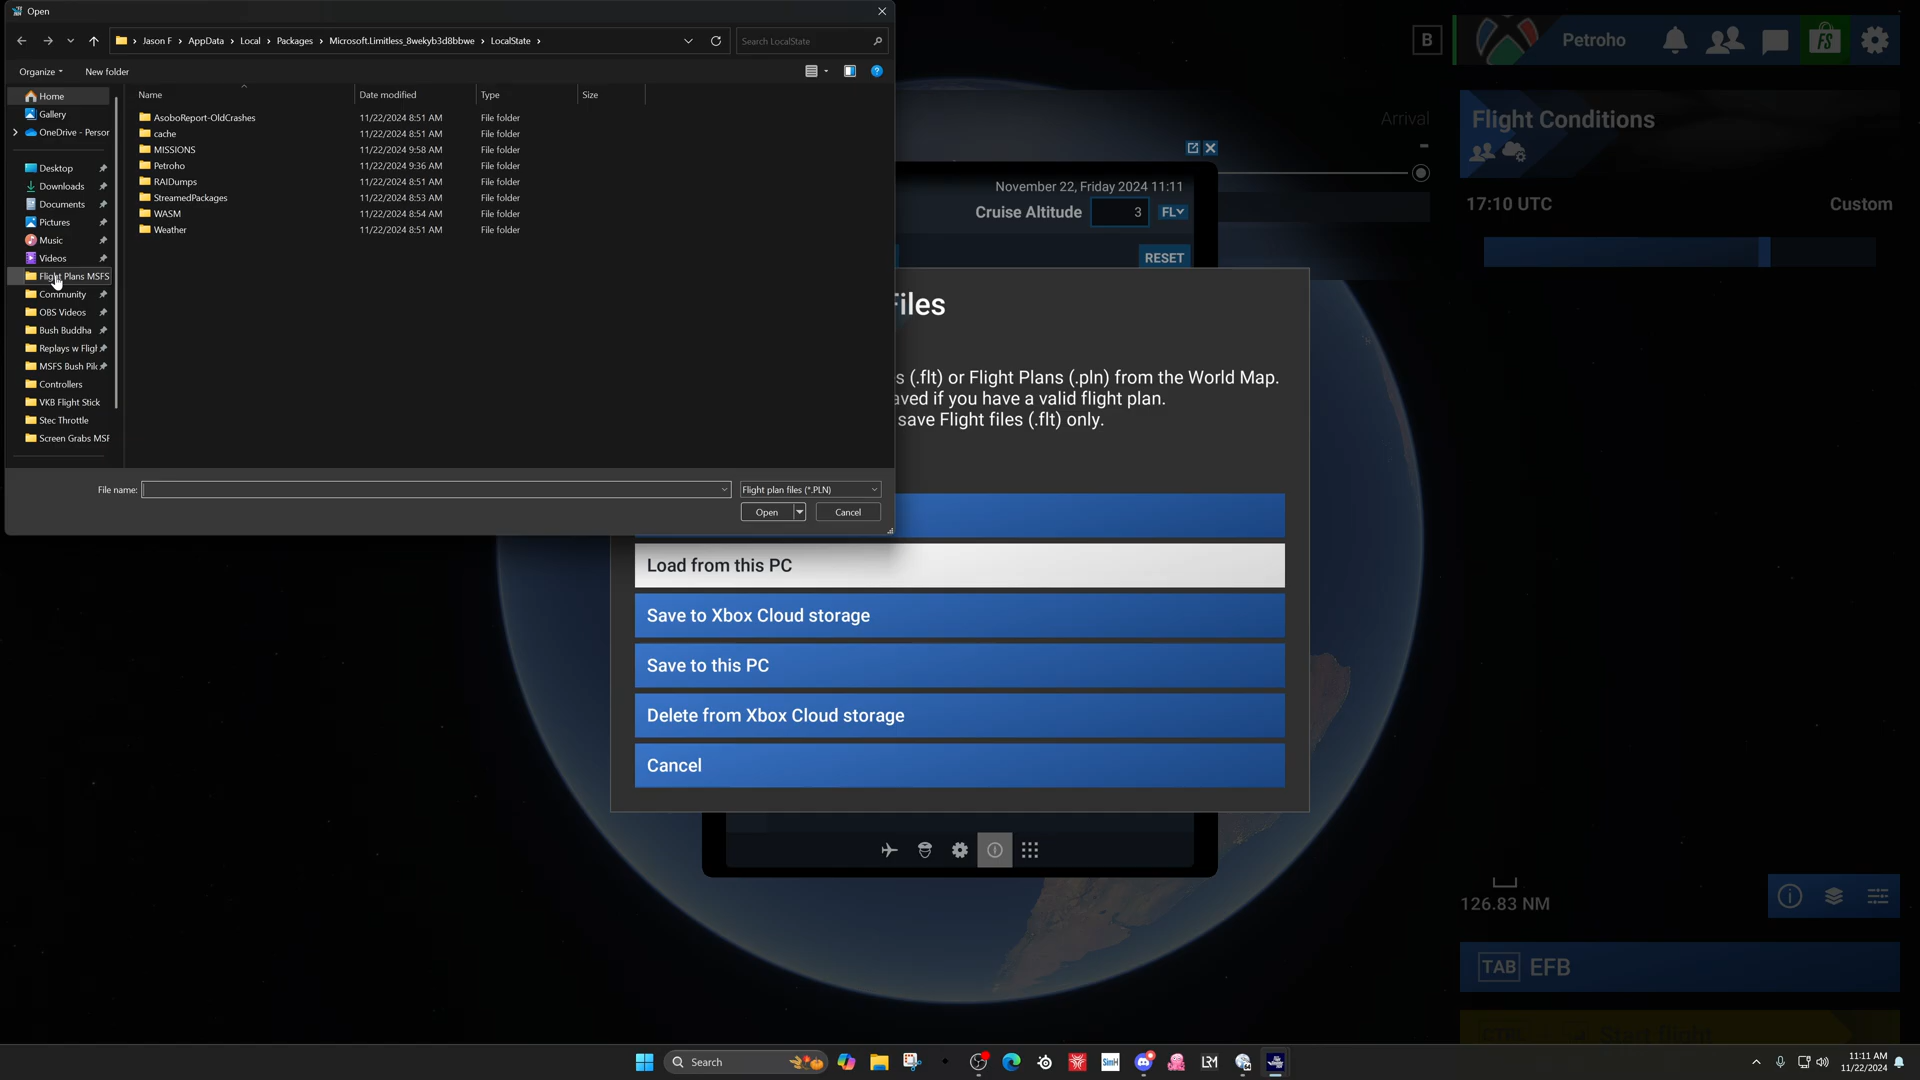 Open
Jason F > AppData > Local > Packages > Microsoft.Limitless_8wekyb3d8bbwe > LocalState >
Search LocalState
Organize
New folder
Name
Date modified
Type
Size
Home
Gallery
OneDrive - Person
Desktop
Downloads
Documents
Pictures
Music
Videos
Flight Plans MSFS
Community
OBS Videos
Bush Buddha
Replays w Fligh
MSFS Bush Pilo
Controllers
VKB Flight Stick
Stec Throttle
Screen Grabs MSF
AsoboReport-OldCrashes 11/22/2024 8:51 AM File folder
cache 11/22/2024 8:51 AM File folder
MISSIONS 11/22/2024 9:58 AM File folder
Petroho 11/22/2024 9:36 AM File folder
RAIDumps 11/22/2024 8:51 AM File folder
StreamedPackages 11/22/2024 8:53 AM File folder
WASM 11/22/2024 8:54 AM File folder
Weather 11/22/2024 8:51 AM File folder
File name:
Flight plan files (*.PLN)
Open
Cancel
B
Petroho
FS
Arrival
-
Flight Conditions
17:10 UTC
Custom
November 22, Friday 2024 11:11
Cruise Altitude 3 FL
RESET
Files
s (.flt) or Flight Plans (.pln) from the World Map.
aved if you have a valid flight plan.
save Flight files (.flt) only.
Load from this PC
Save to Xbox Cloud storage
Save to this PC
Delete from Xbox Cloud storage
Cancel
126.83 NM
TAB EFB
CTRL Start flight
Search
SimH
LRM
11:11 AM
11/22/2024